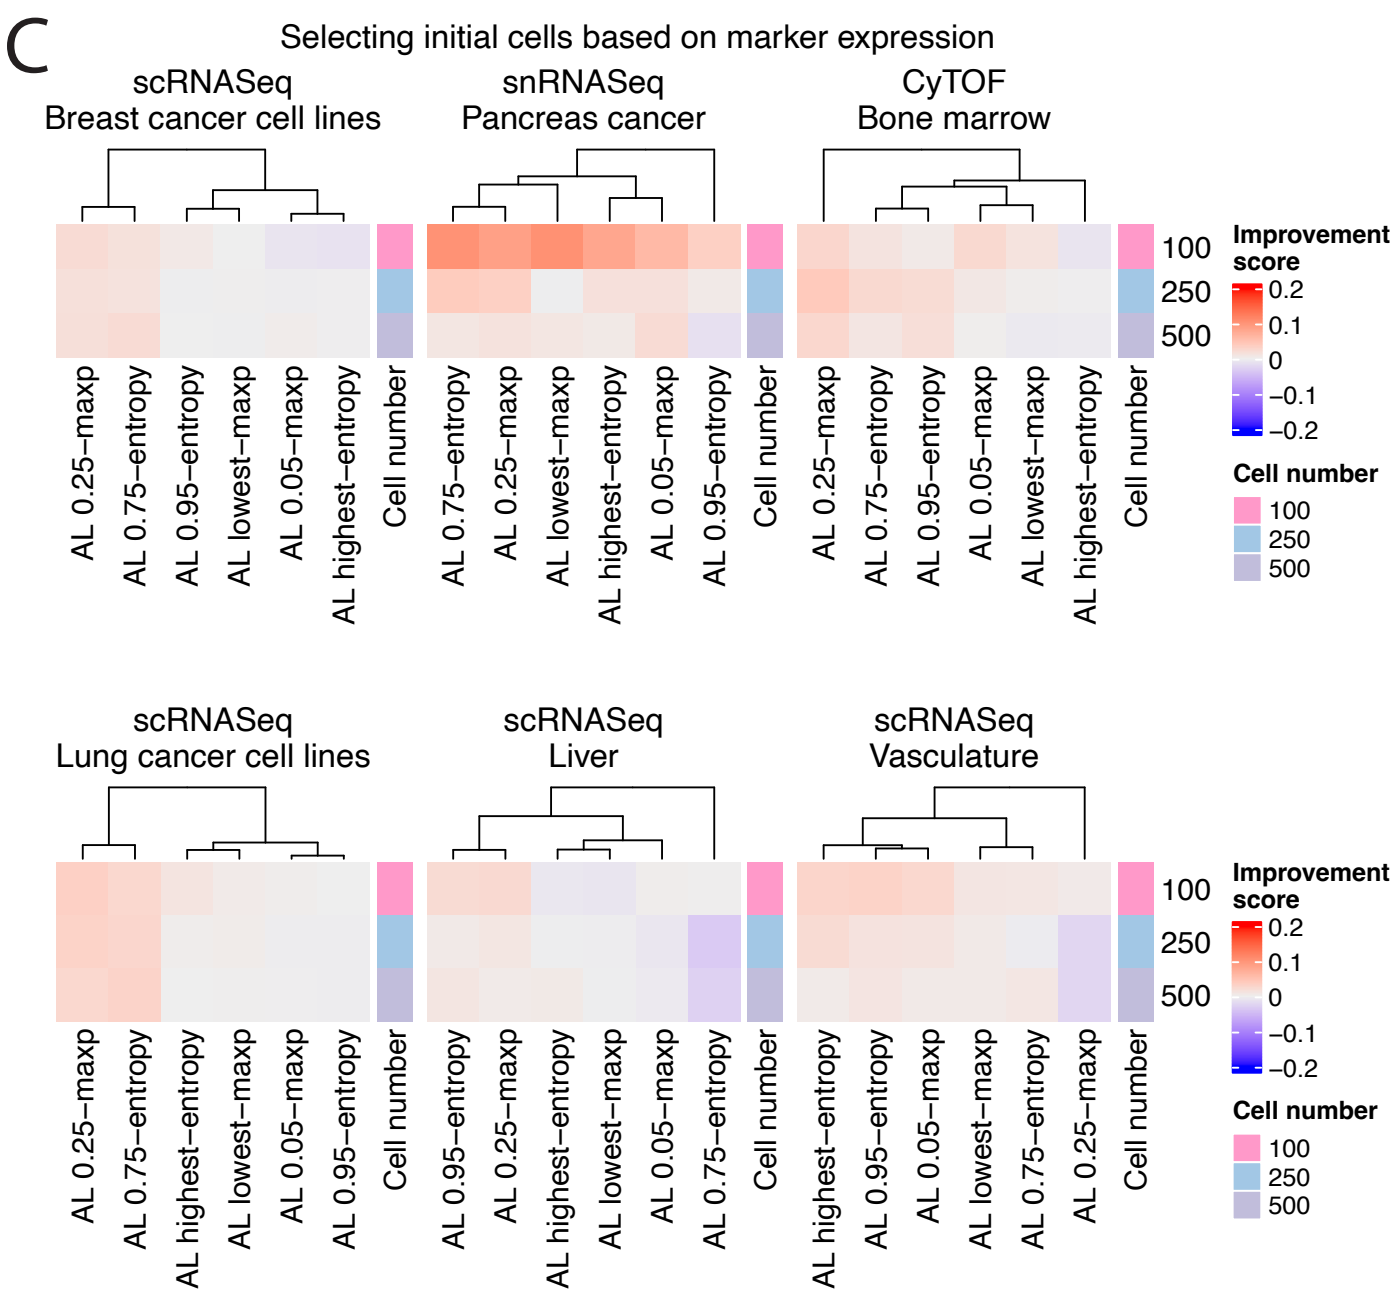 C
Selecting initial cells based on marker expression
scRNASeq
Breast cancer cell lines
snRNASeq
Pancreas cancer
CyTOF
Bone marrow
100
250
500
AL 0.25−maxp
AL 0.75−entropy
AL 0.95−entropy
AL lowest−maxp
AL 0.05−maxp
AL highest−entropy
Cell number
AL 0.75−entropy
AL 0.25−maxp
AL lowest−maxp
AL highest−entropy
AL 0.05−maxp
AL 0.95−entropy
Cell number
AL 0.25−maxp
AL 0.75−entropy
AL 0.95−entropy
AL 0.05−maxp
AL lowest−maxp
AL highest−entropy
Cell number
Improvement
score
0.2
0.1
0
−0.1
−0.2
Cell number
100
250
500
scRNASeq
Lung cancer cell lines
scRNASeq
Liver
scRNASeq
Vasculature
100
250
500
AL 0.25−maxp
AL 0.75−entropy
AL highest−entropy
AL lowest−maxp
AL 0.05−maxp
AL 0.95−entropy
Cell number
AL 0.95−entropy
AL 0.25−maxp
AL highest−entropy
AL lowest−maxp
AL 0.05−maxp
AL 0.75−entropy
Cell number
AL highest−entropy
AL 0.95−entropy
AL 0.05−maxp
AL lowest−maxp
AL 0.75−entropy
AL 0.25−maxp
Cell number
Improvement
score
0.2
0.1
0
−0.1
−0.2
Cell number
100
250
500